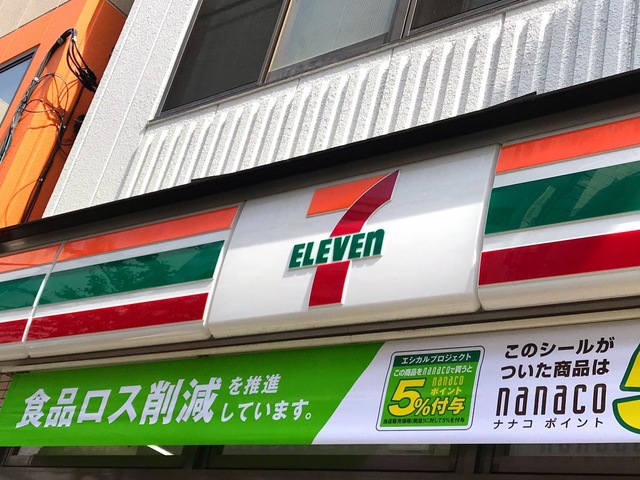 7
ELEVEn
食品ロス削減を推進
しています。
エシカルプロジェクト
この商品をnanacoで買うと
nanaco
ポイント
5%付与
このシールが
ついた商品は
nanaco
ナナコ ポイント
5